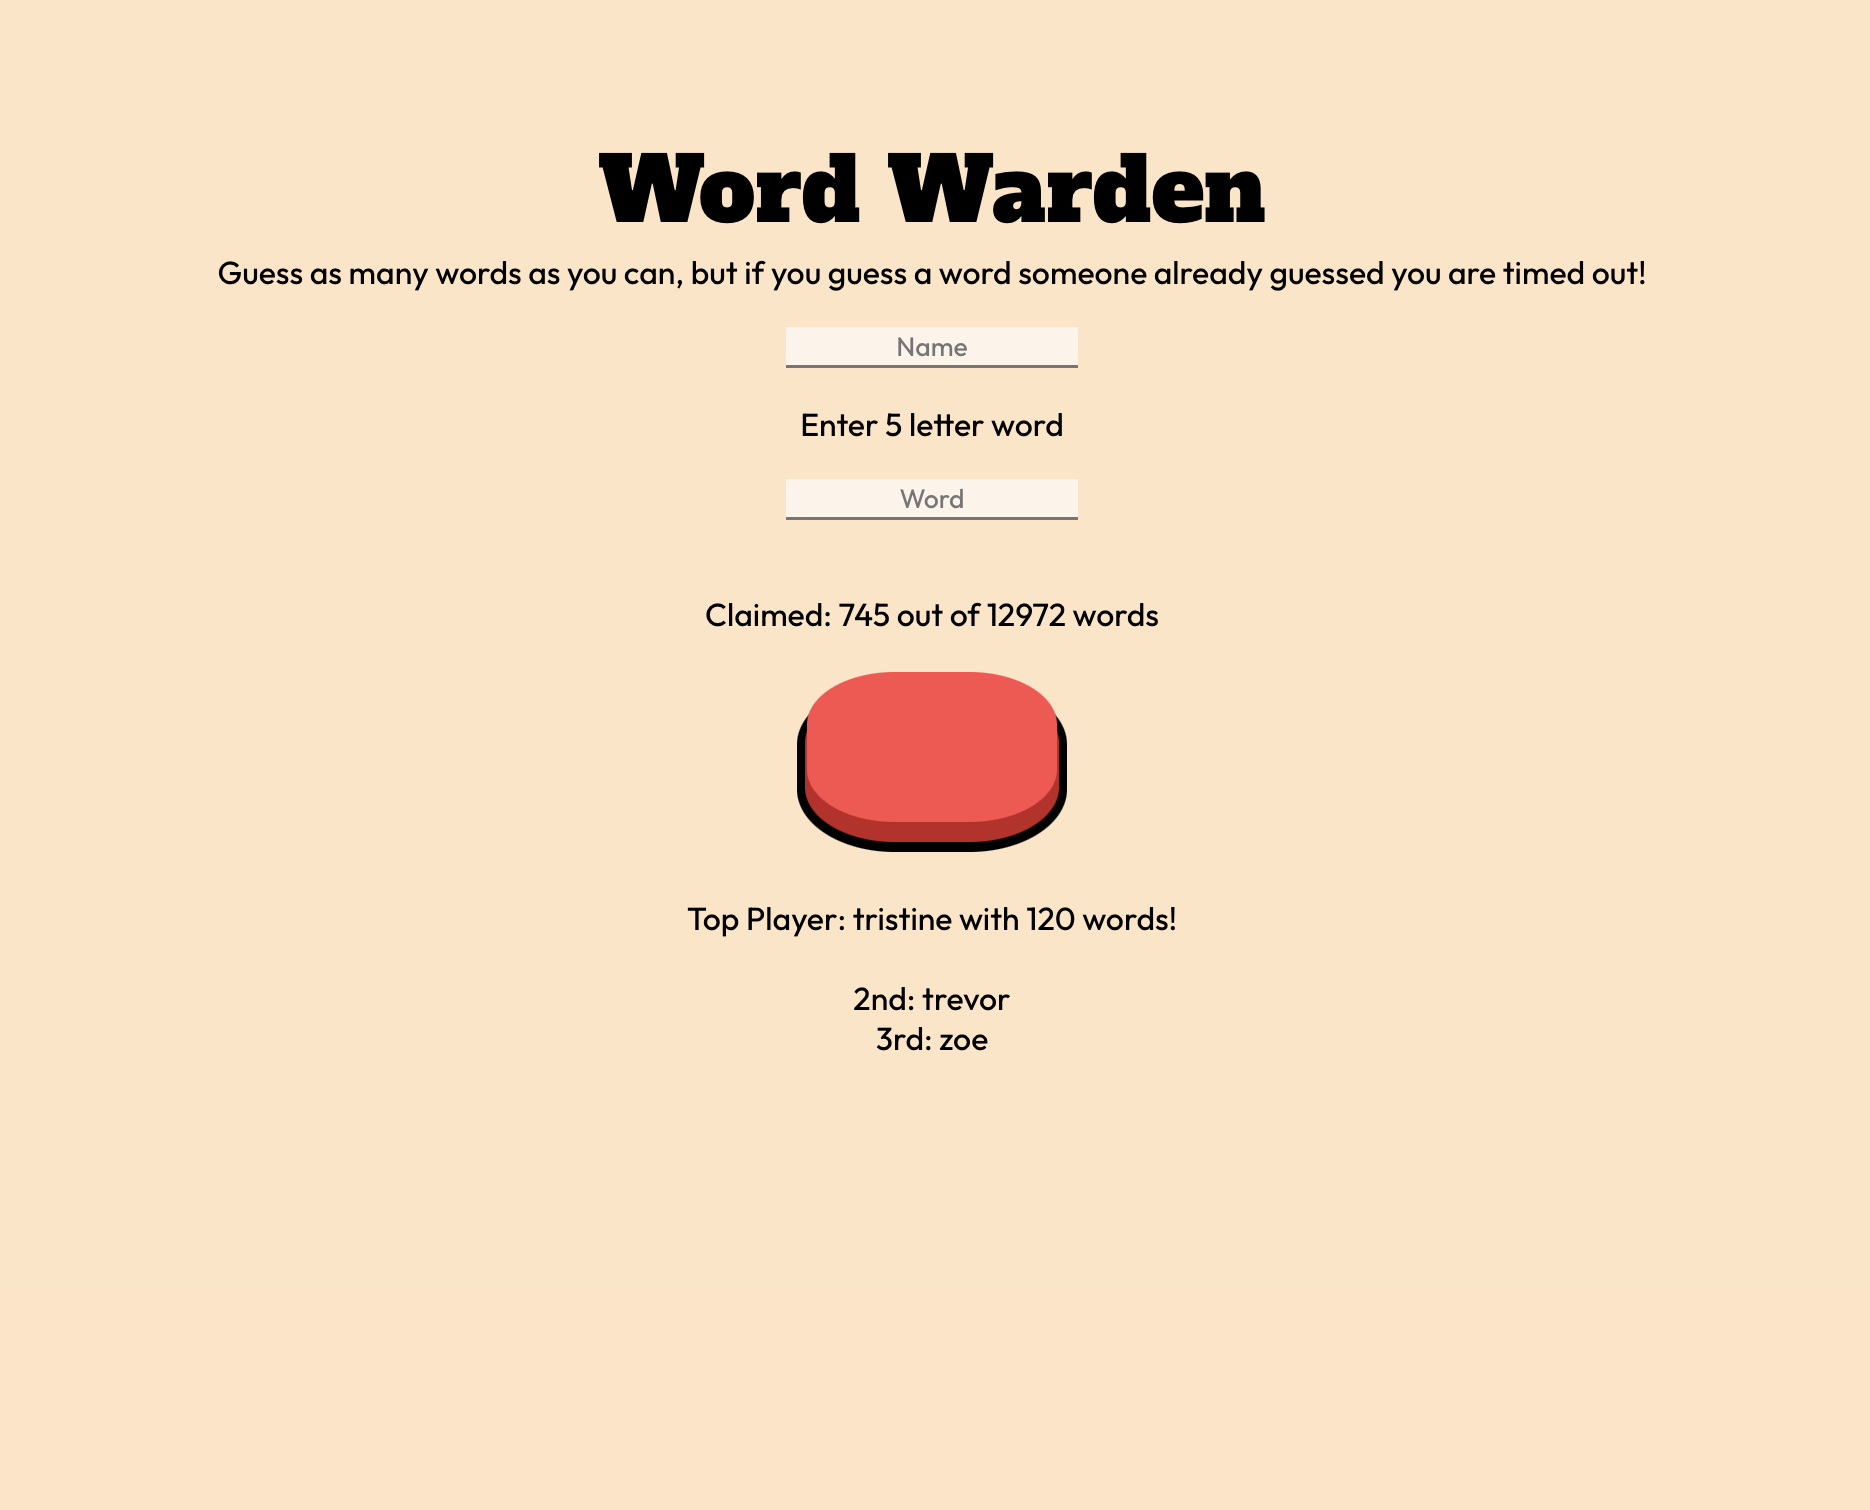 Word Warden
Guess as many words as you can, but if you guess a word someone already guessed you are timed out!
Name
Enter 5 letter word
Word
Claimed: 745 out of 12972 words
Top Player: tristine with 120 words!
2nd: trevor
3rd: zoe